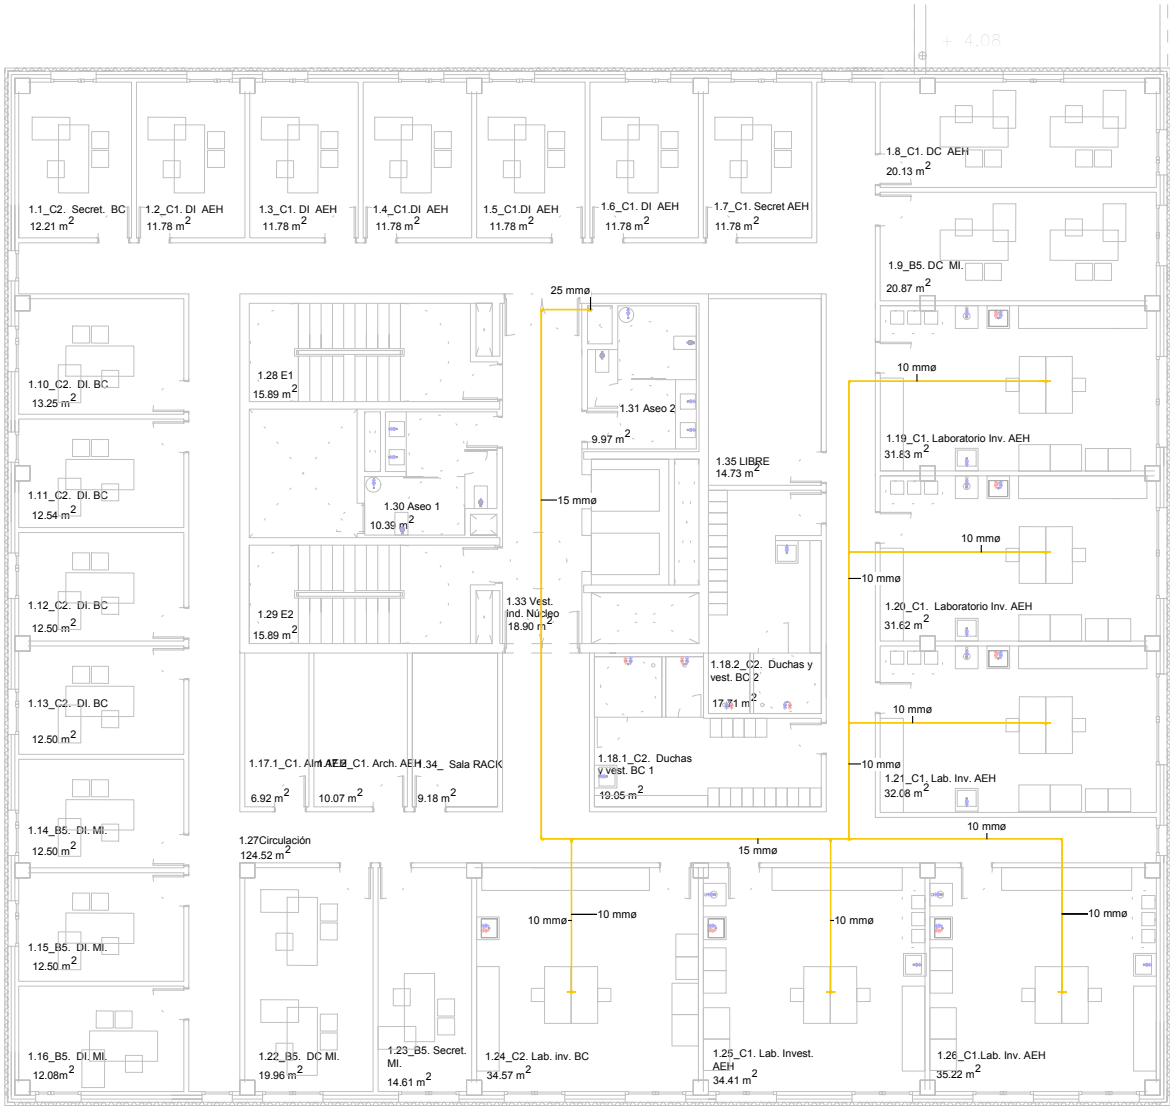 + 4.08
1.1_C2. Secret. BC
12.21 m2
1.2_C1. DI AEH
11.78 m2
1.3_C1. DI AEH
11.78 m2
1.4_C1.DI AEH
11.78 m2
1.5_C1.DI AEH
11.78 m2
1.6_C1. DI AEH
11.78 m2
1.7_C1. Secret AEH
11.78 m2
1.8_C1. DC AEH
20.13 m2
1.9_B5. DC MI.
20.87 m2
25 mmø
1.10_C2. DI. BC
13.25 m2
1.28 E1
15.89 m2
1.31 Aseo 2
9.97 m2
10 mmø
1.19_C1. Laboratorio Inv. AEH
31.83 m2
1.35 LIBRE
14.73 m2
1.11_C2. DI. BC
12.54 m2
1.30 Aseo 1
10.39 m2
15 mmø
10 mmø
10 mmø
1.12_C2. DI. BC
12.50 m2
1.29 E2
15.89 m2
1.33 Vest.
ind. Núcleo
18.90 m2
1.20_C1. Laboratorio Inv. AEH
31.62 m2
1.18.2_C2. Duchas y
vest. BC 2
17.71 m2
1.13_C2. DI. BC
12.50 m2
10 mmø
1.17.1_C1. Alm. AEH
6.92 m2
1.17.2_C1. Arch. AEH
10.07 m2
1.34_ Sala RACK
9.18 m2
1.18.1_C2. Duchas
y vest. BC 1
19.05 m2
10 mmø
1.21_C1. Lab. Inv. AEH
32.08 m2
1.14_B5. DI. MI.
12.50 m2
1.27Circulación
124.52 m2
15 mmø
10 mmø
1.15_B5. DI. MI.
12.50 m2
10 mmø
10 mmø
10 mmø
10 mmø
1.16_B5. DI. MI.
12.08m2
1.22_B5. DC MI.
19.96 m2
1.23_B5. Secret.
MI.
14.61 m2
1.24_C2. Lab. inv. BC
34.57 m2
1.25_C1. Lab. Invest.
AEH
34.41 m2
1.26_C1.Lab. Inv. AEH
35.22 m2